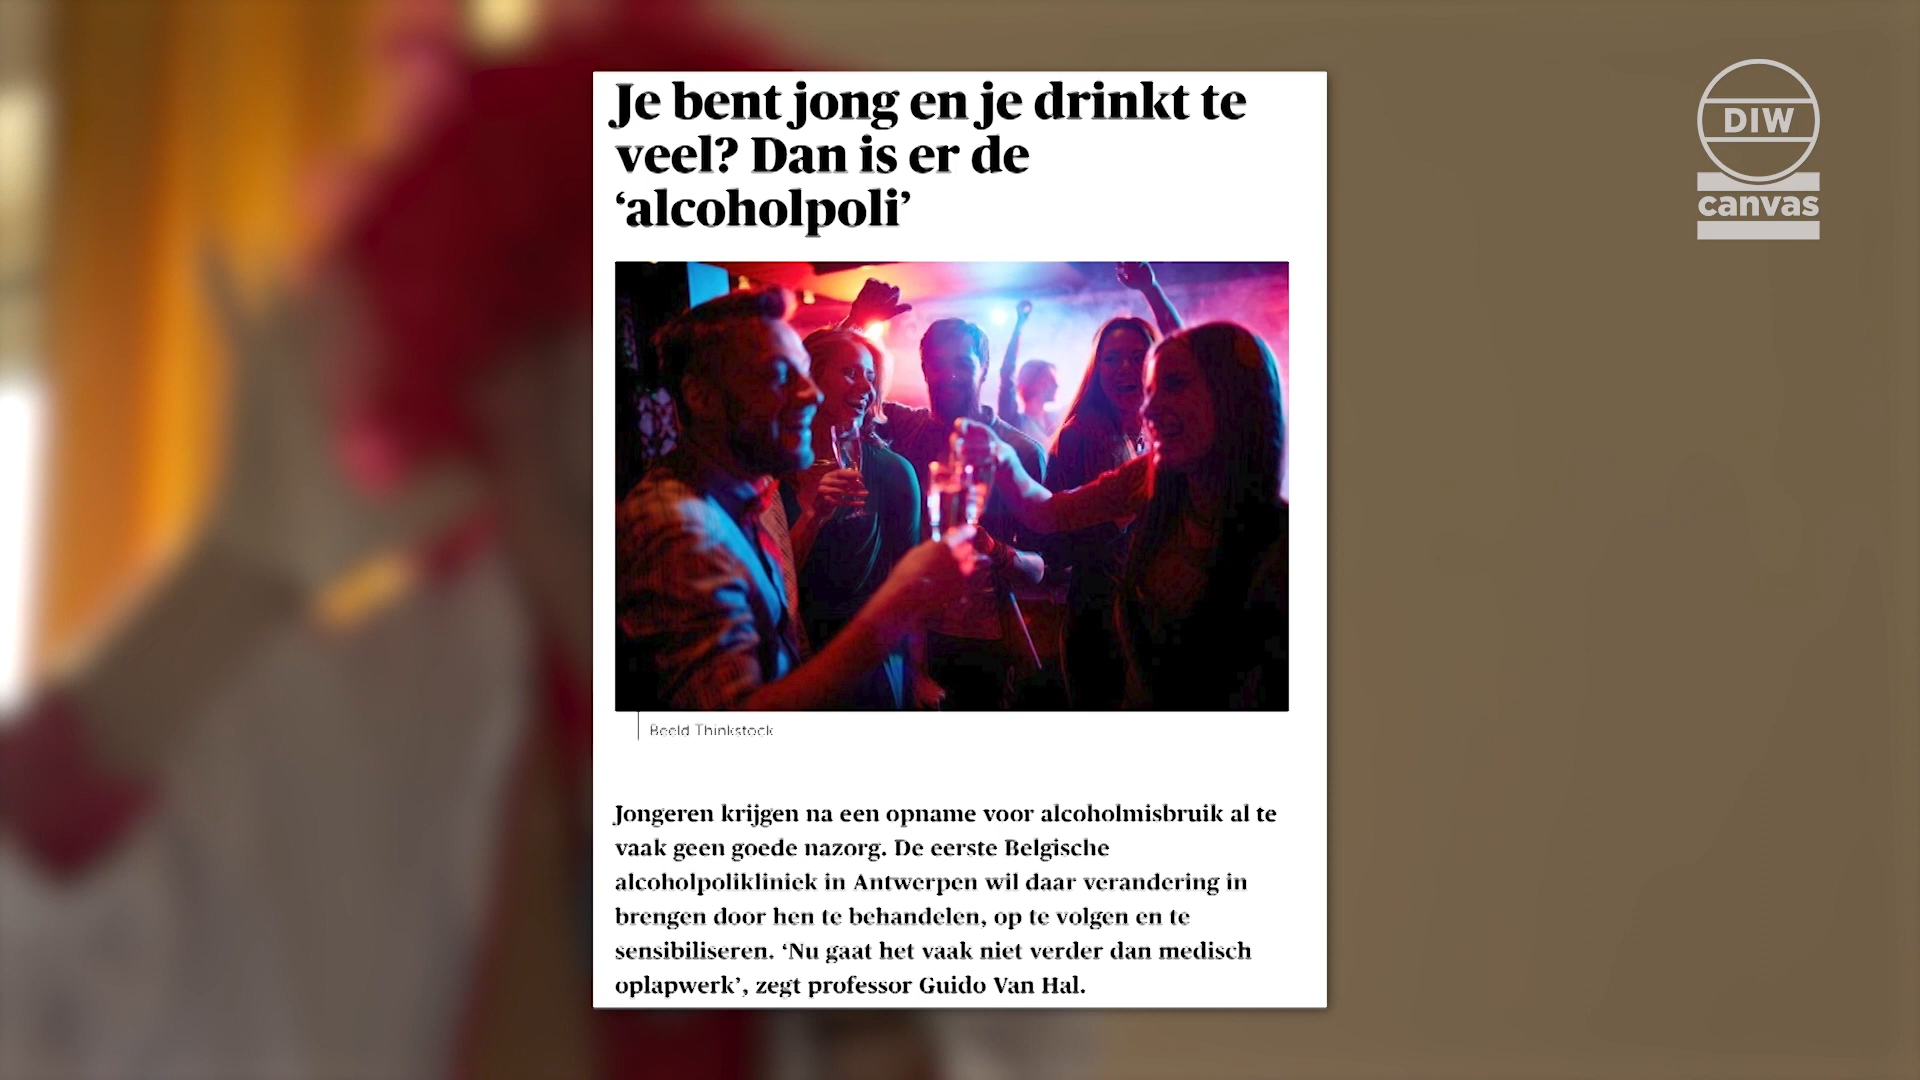 Je bent jong en je drinkt te
veel? Dan is er de
‘alcoholpoli’
DIW
canvas
Beeld Thinkstock
Jongeren krijgen na een opname voor alcoholmisbruik al te
vaak geen goede nazorg. De eerste Belgische
alcoholpolikliniek in Antwerpen wil daar verandering in
brengen door hen te behandelen, op te volgen en te
sensibiliseren. ‘Nu gaat het vaak niet verder dan medisch
oplapwerk’, zegt professor Guido Van Hal.